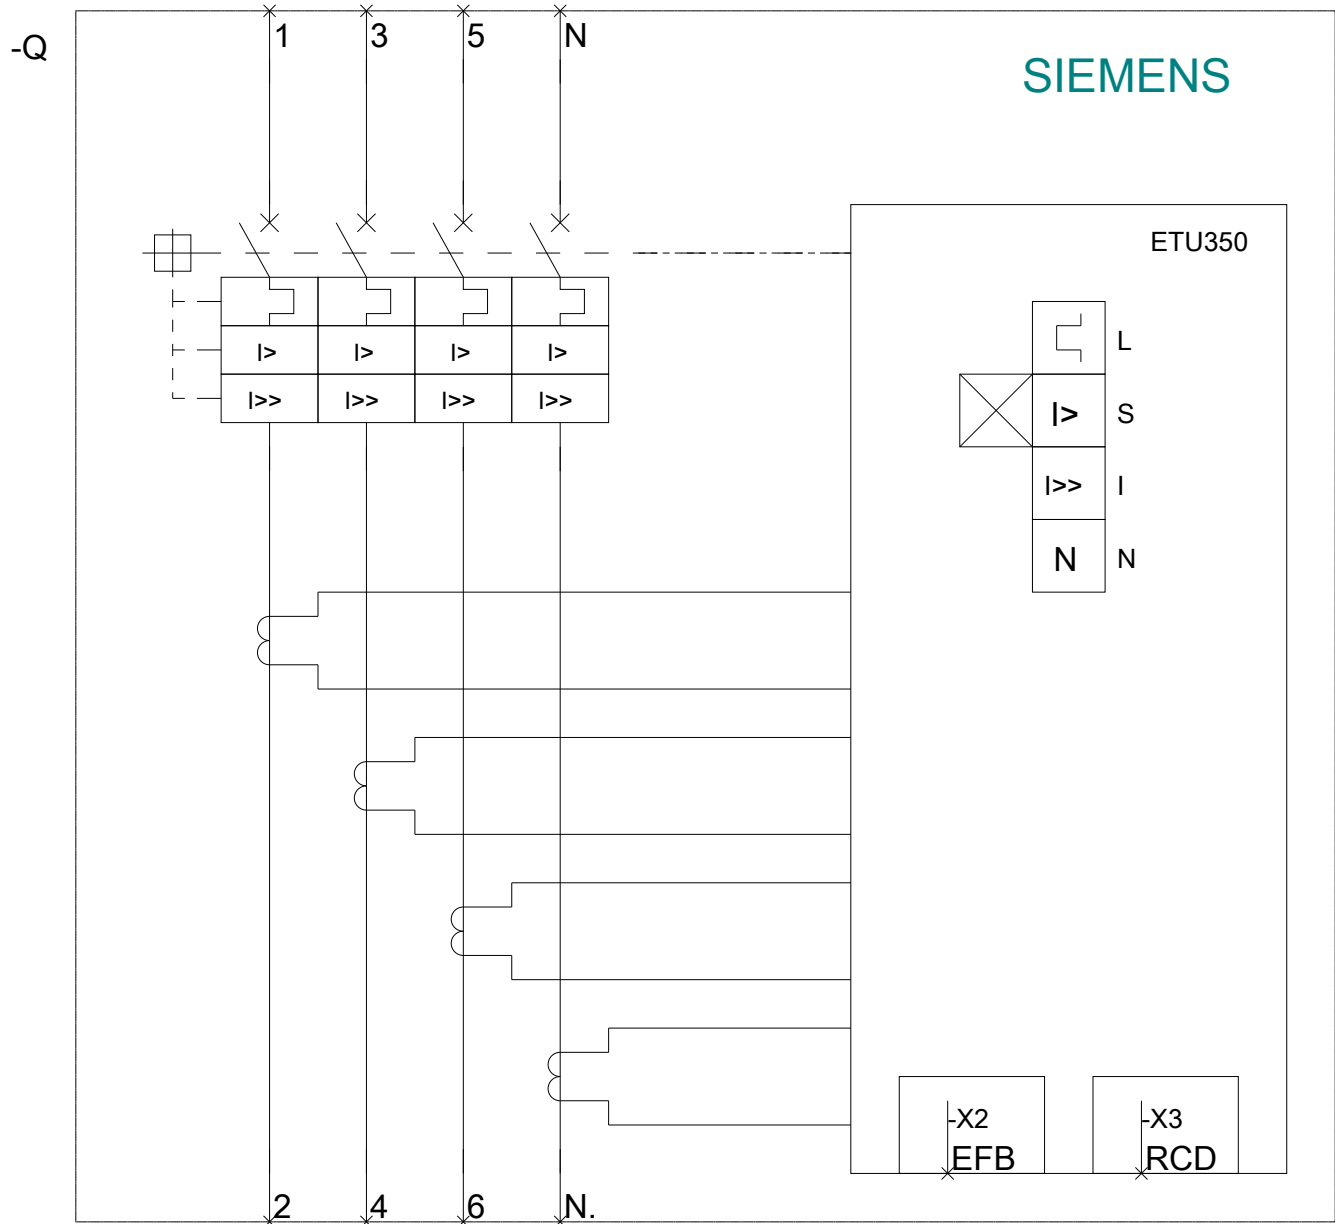 1 3 5 N
-Q
SIEMENS
ETU350
I> I> I> I>
I>> I>> I>> I>>
L
I> S
I>> I
N N
-X2 -X3
EFB RCD
2 4 6 N.